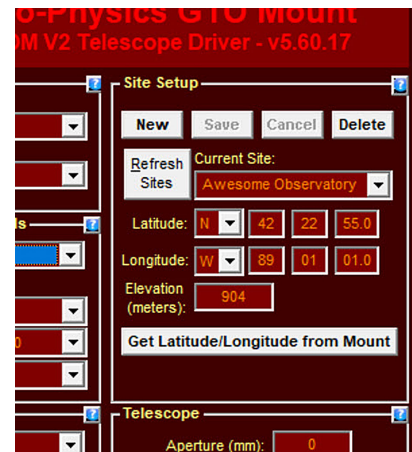 o-Physics GTO Mount
OM V2 Telescope Driver - v5.60.17
? Site Setup ?
New Save Cancel Delete
Refresh Sites
Current Site:
Awesome Observatory
Latitude: N 42 22 55.0
ls ?
Longitude: W 89 01 01.0
Elevation (meters): 904
0
Get Latitude/Longitude from Mount
? Telescope ?
Aperture (mm): 0